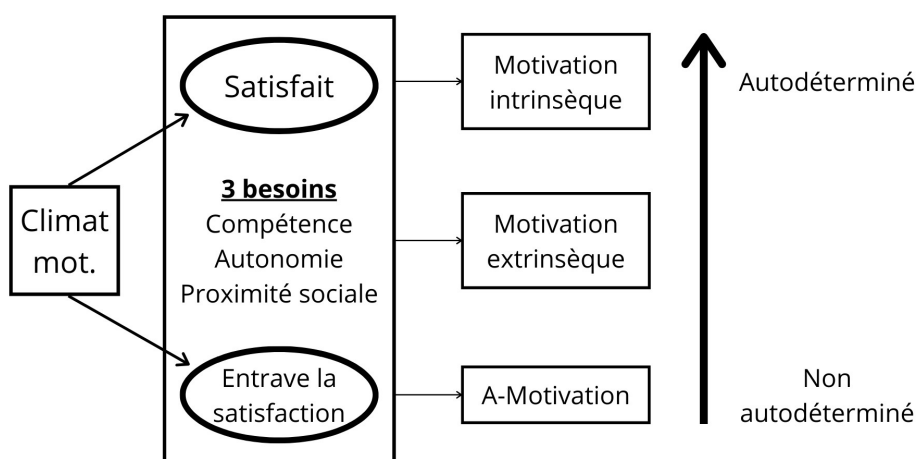 Climat
mot.
Satisfait
3 besoins
Compétence
Autonomie
Proximité sociale
Entrave la
satisfaction
Motivation
intrinsèque
Motivation
extrinsèque
A-Motivation
Autodéterminé
Non
autodéterminé